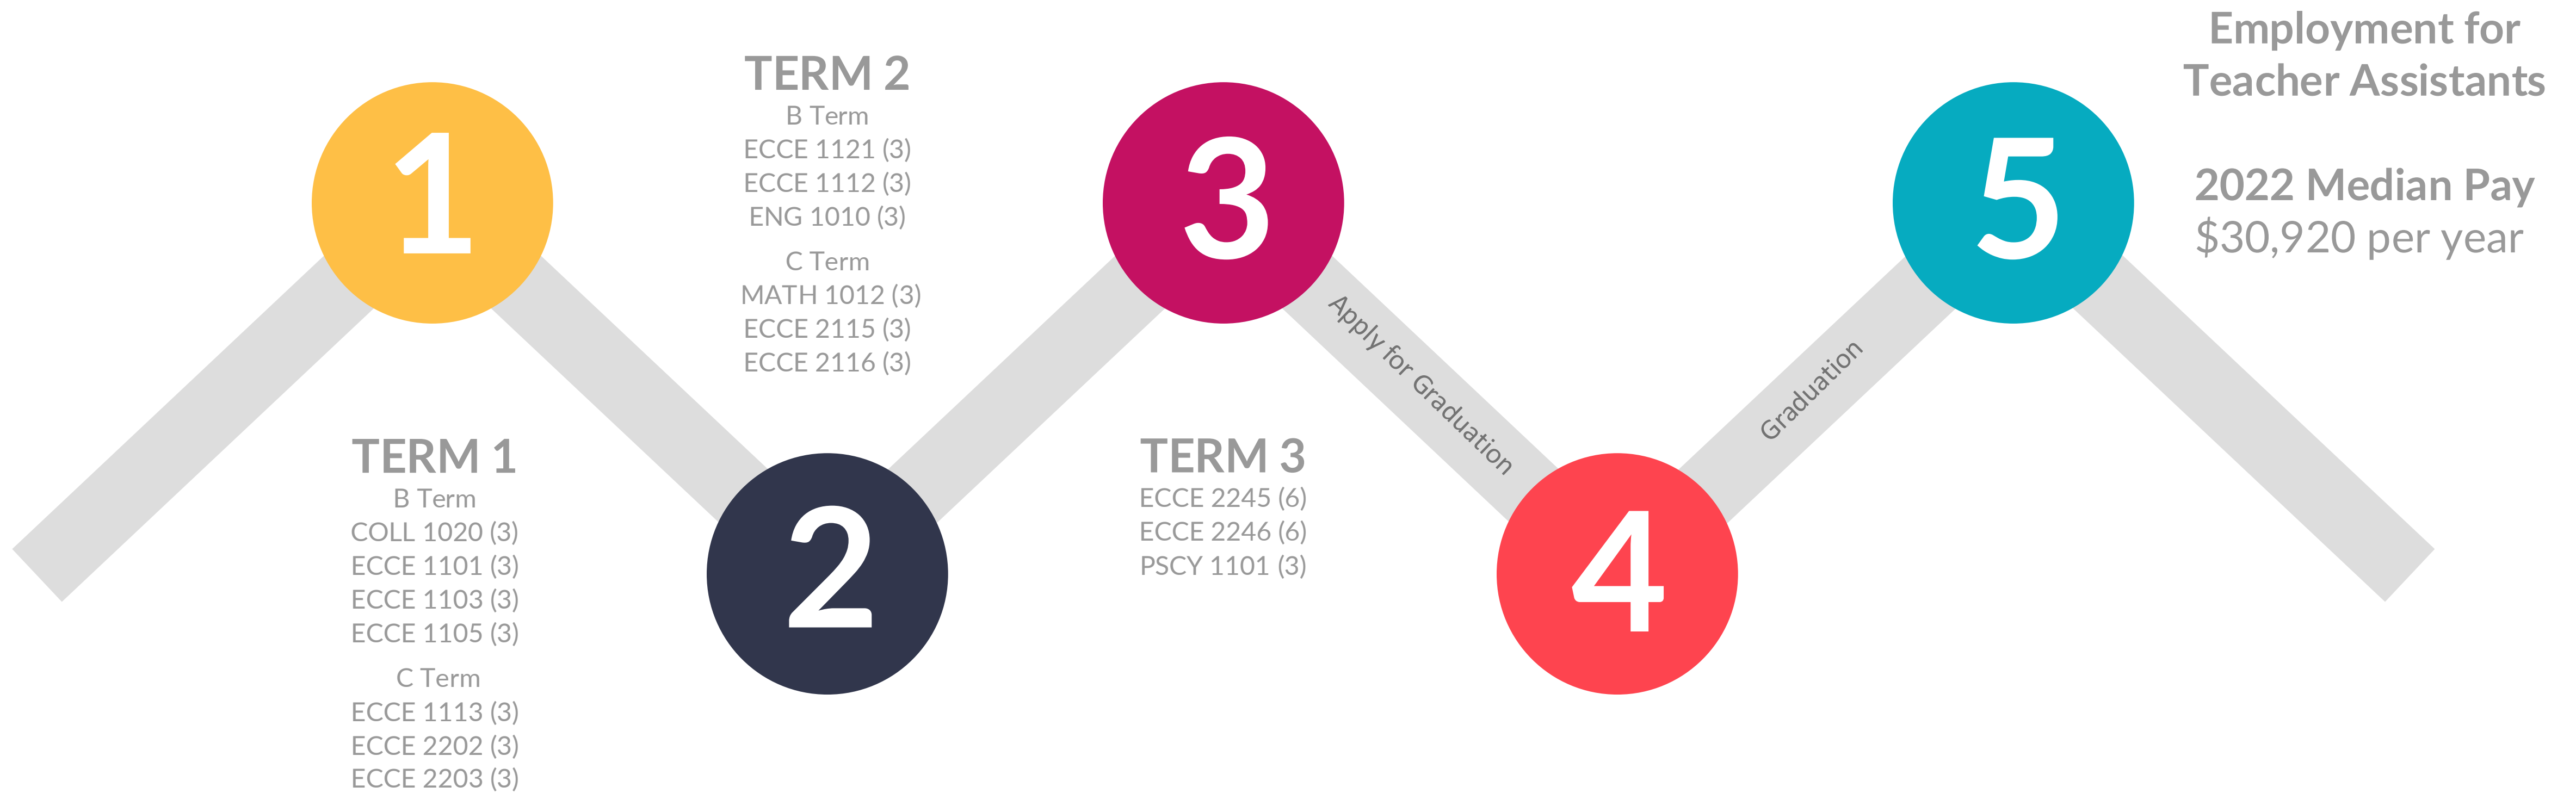 1
TERM 1
B Term
COLL 1020 (3)
ECCE 1101 (3)
ECCE 1103 (3)
ECCE 1105 (3)
C Term
ECCE 1113 (3)
ECCE 2202 (3)
ECCE 2203 (3)
TERM 2
B Term
ECCE 1121 (3)
ECCE 1112 (3)
ENG 1010 (3)
C Term
MATH 1012 (3)
ECCE 2115 (3)
ECCE 2116 (3)
2
3
TERM 3
ECCE 2245 (6)
ECCE 2246 (6)
PSCY 1101 (3)
Apply for Graduation
4
Graduation
5
Employment for
Teacher Assistants
2022 Median Pay
$30,920 per year